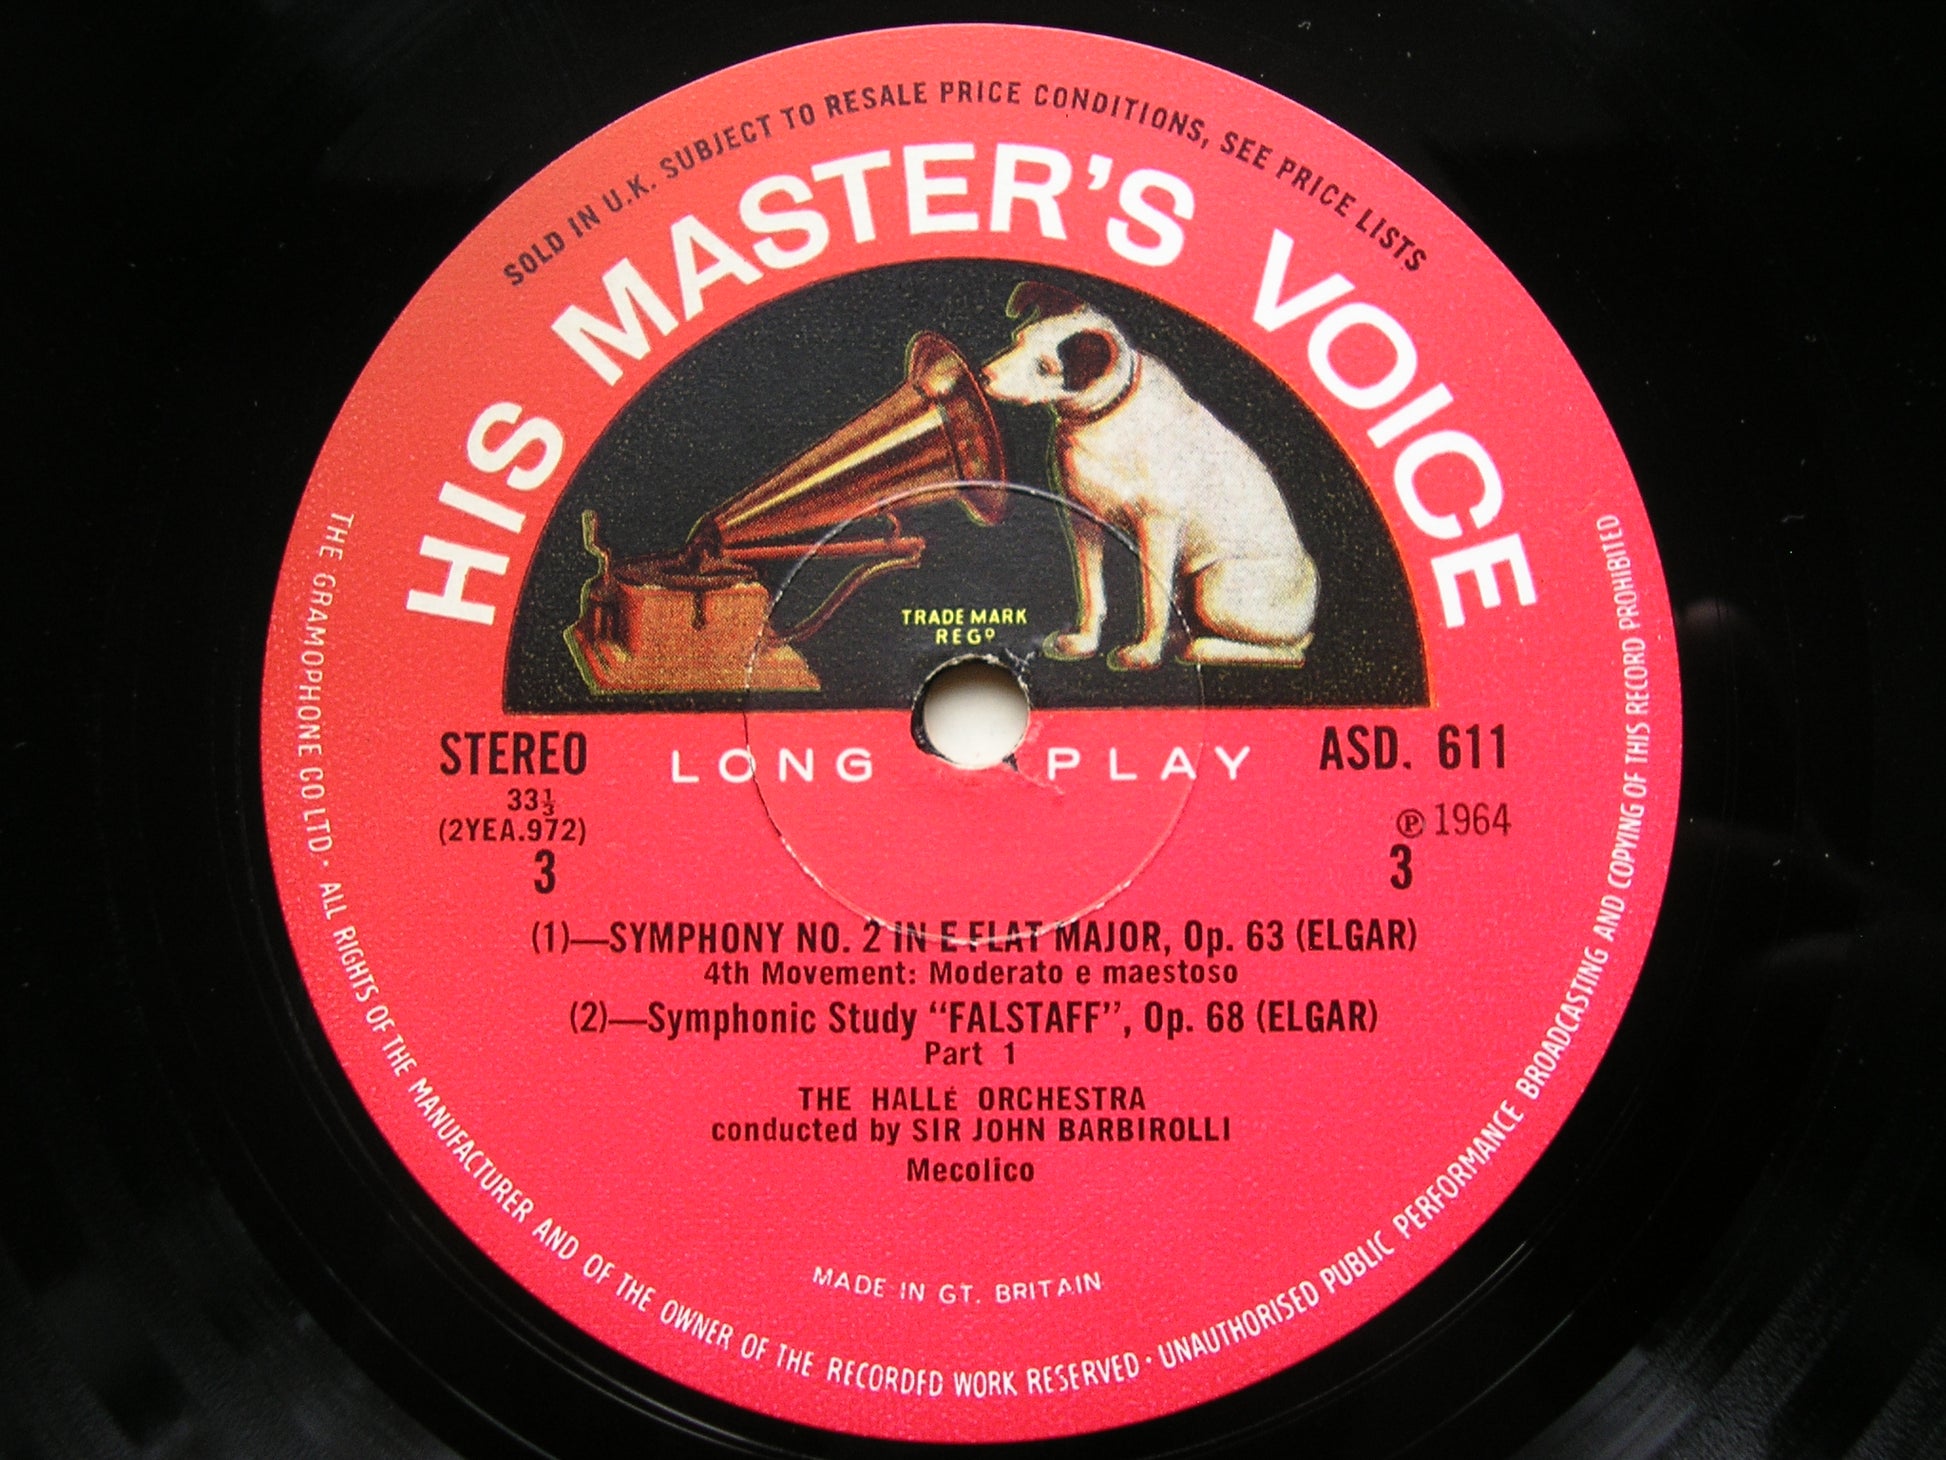 SOLD IN U.K. SUBJECT TO RESALE PRICE CONDITIONS, SEE PRICE LISTS
HIS MASTER'S VOICE
TRADE MARK
REGD
LONG PLAY
STEREO
33⅓
(2YEA.972)
3
ASD. 611
℗ 1964
3
(1)—SYMPHONY NO. 2 IN E FLAT MAJOR, Op. 63 (ELGAR)
4th Movement: Moderato e maestoso
(2)—Symphonic Study “FALSTAFF”, Op. 68 (ELGAR)
Part 1
THE HALLÉ ORCHESTRA
conducted by SIR JOHN BARBIROLLI
Mecolico
MADE IN GT. BRITAIN
THE GRAMOPHONE CO LTD · ALL RIGHTS OF THE MANUFACTURER AND OF THE OWNER OF THE RECORDED WORK RESERVED · UNAUTHORISED PUBLIC PERFORMANCE BROADCASTING AND COPYING OF THIS RECORD PROHIBITED